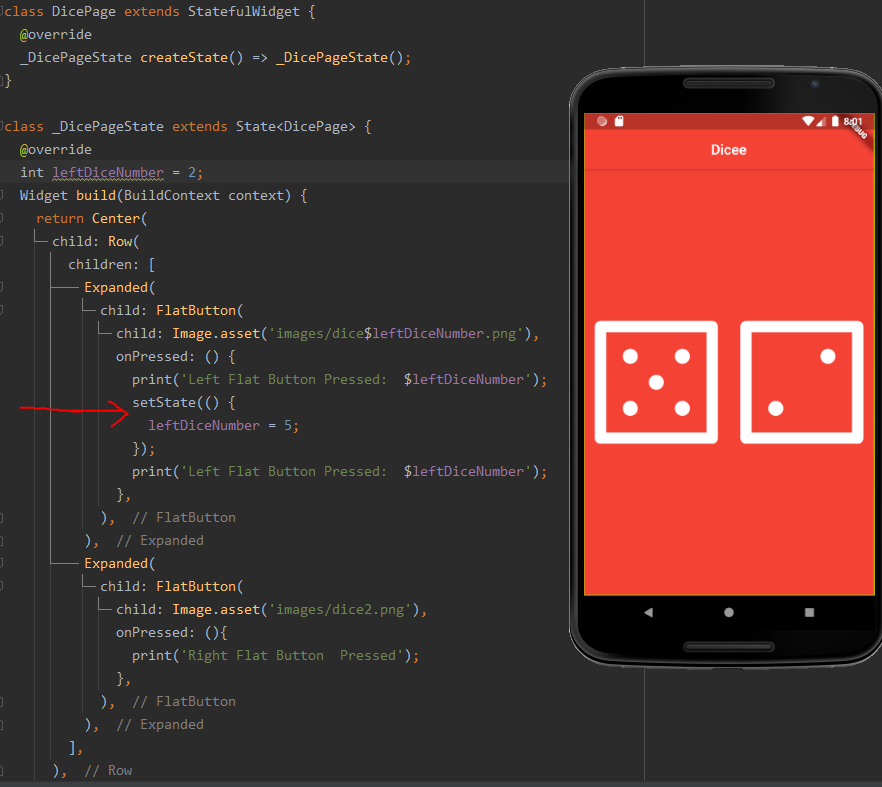 class DicePage extends StatefulWidget {
@override
_DicePageState createState() => _DicePageState();
}
class _DicePageState extends State<DicePage> {
@override
int leftDiceNumber = 2;
Widget build(BuildContext context) {
return Center(
child: Row(
children: [
Expanded(
child: FlatButton(
child: Image.asset('images/dice$leftDiceNumber.png'),
onPressed: () {
print('Left Flat Button Pressed:  $leftDiceNumber');
setState(() {
leftDiceNumber = 5;
});
print('Left Flat Button Pressed:  $leftDiceNumber');
},
),  // FlatButton
),  // Expanded
Expanded(
child: FlatButton(
child: Image.asset('images/dice2.png'),
onPressed: (){
print('Right Flat Button  Pressed');
},
),  // FlatButton
),  // Expanded
],
),  // Row
8:01
DEBUG
Dicee